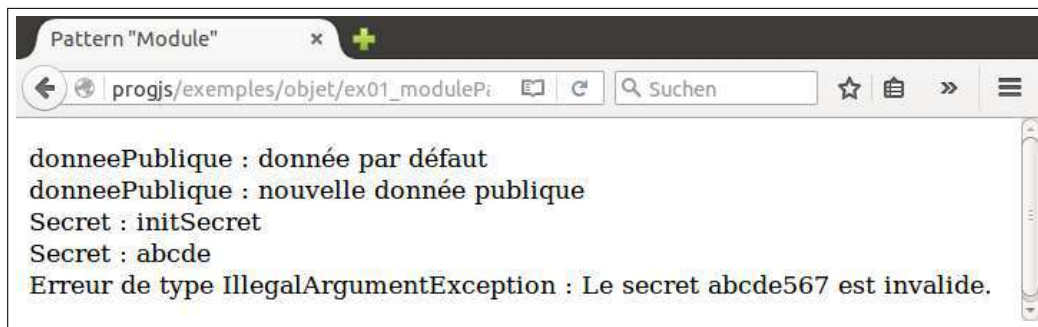 Pattern "Module"
progjs/exemples/objet/ex01_modulePa
Suchen
donneePublique : donnée par défaut
donneePublique : nouvelle donnée publique
Secret : initSecret
Secret : abcde
Erreur de type IllegalArgumentException : Le secret abcde567 est invalide.